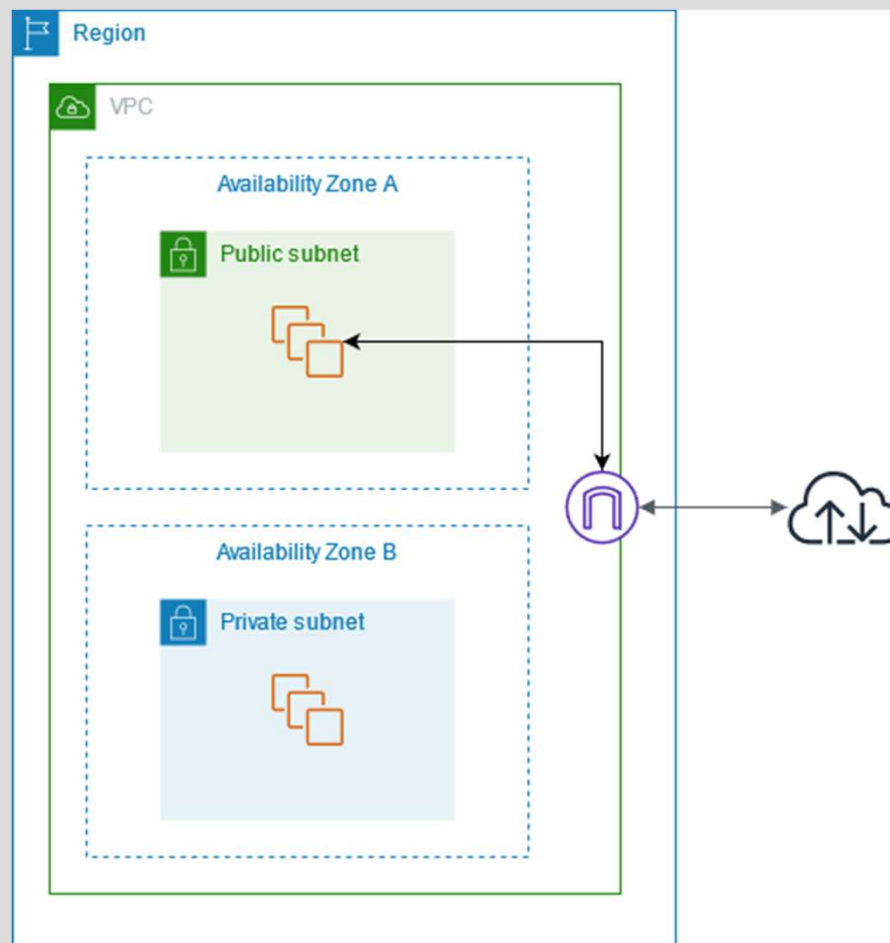 Region
VPC
Availability Zone A
Public subnet
Availability Zone B
Private subnet